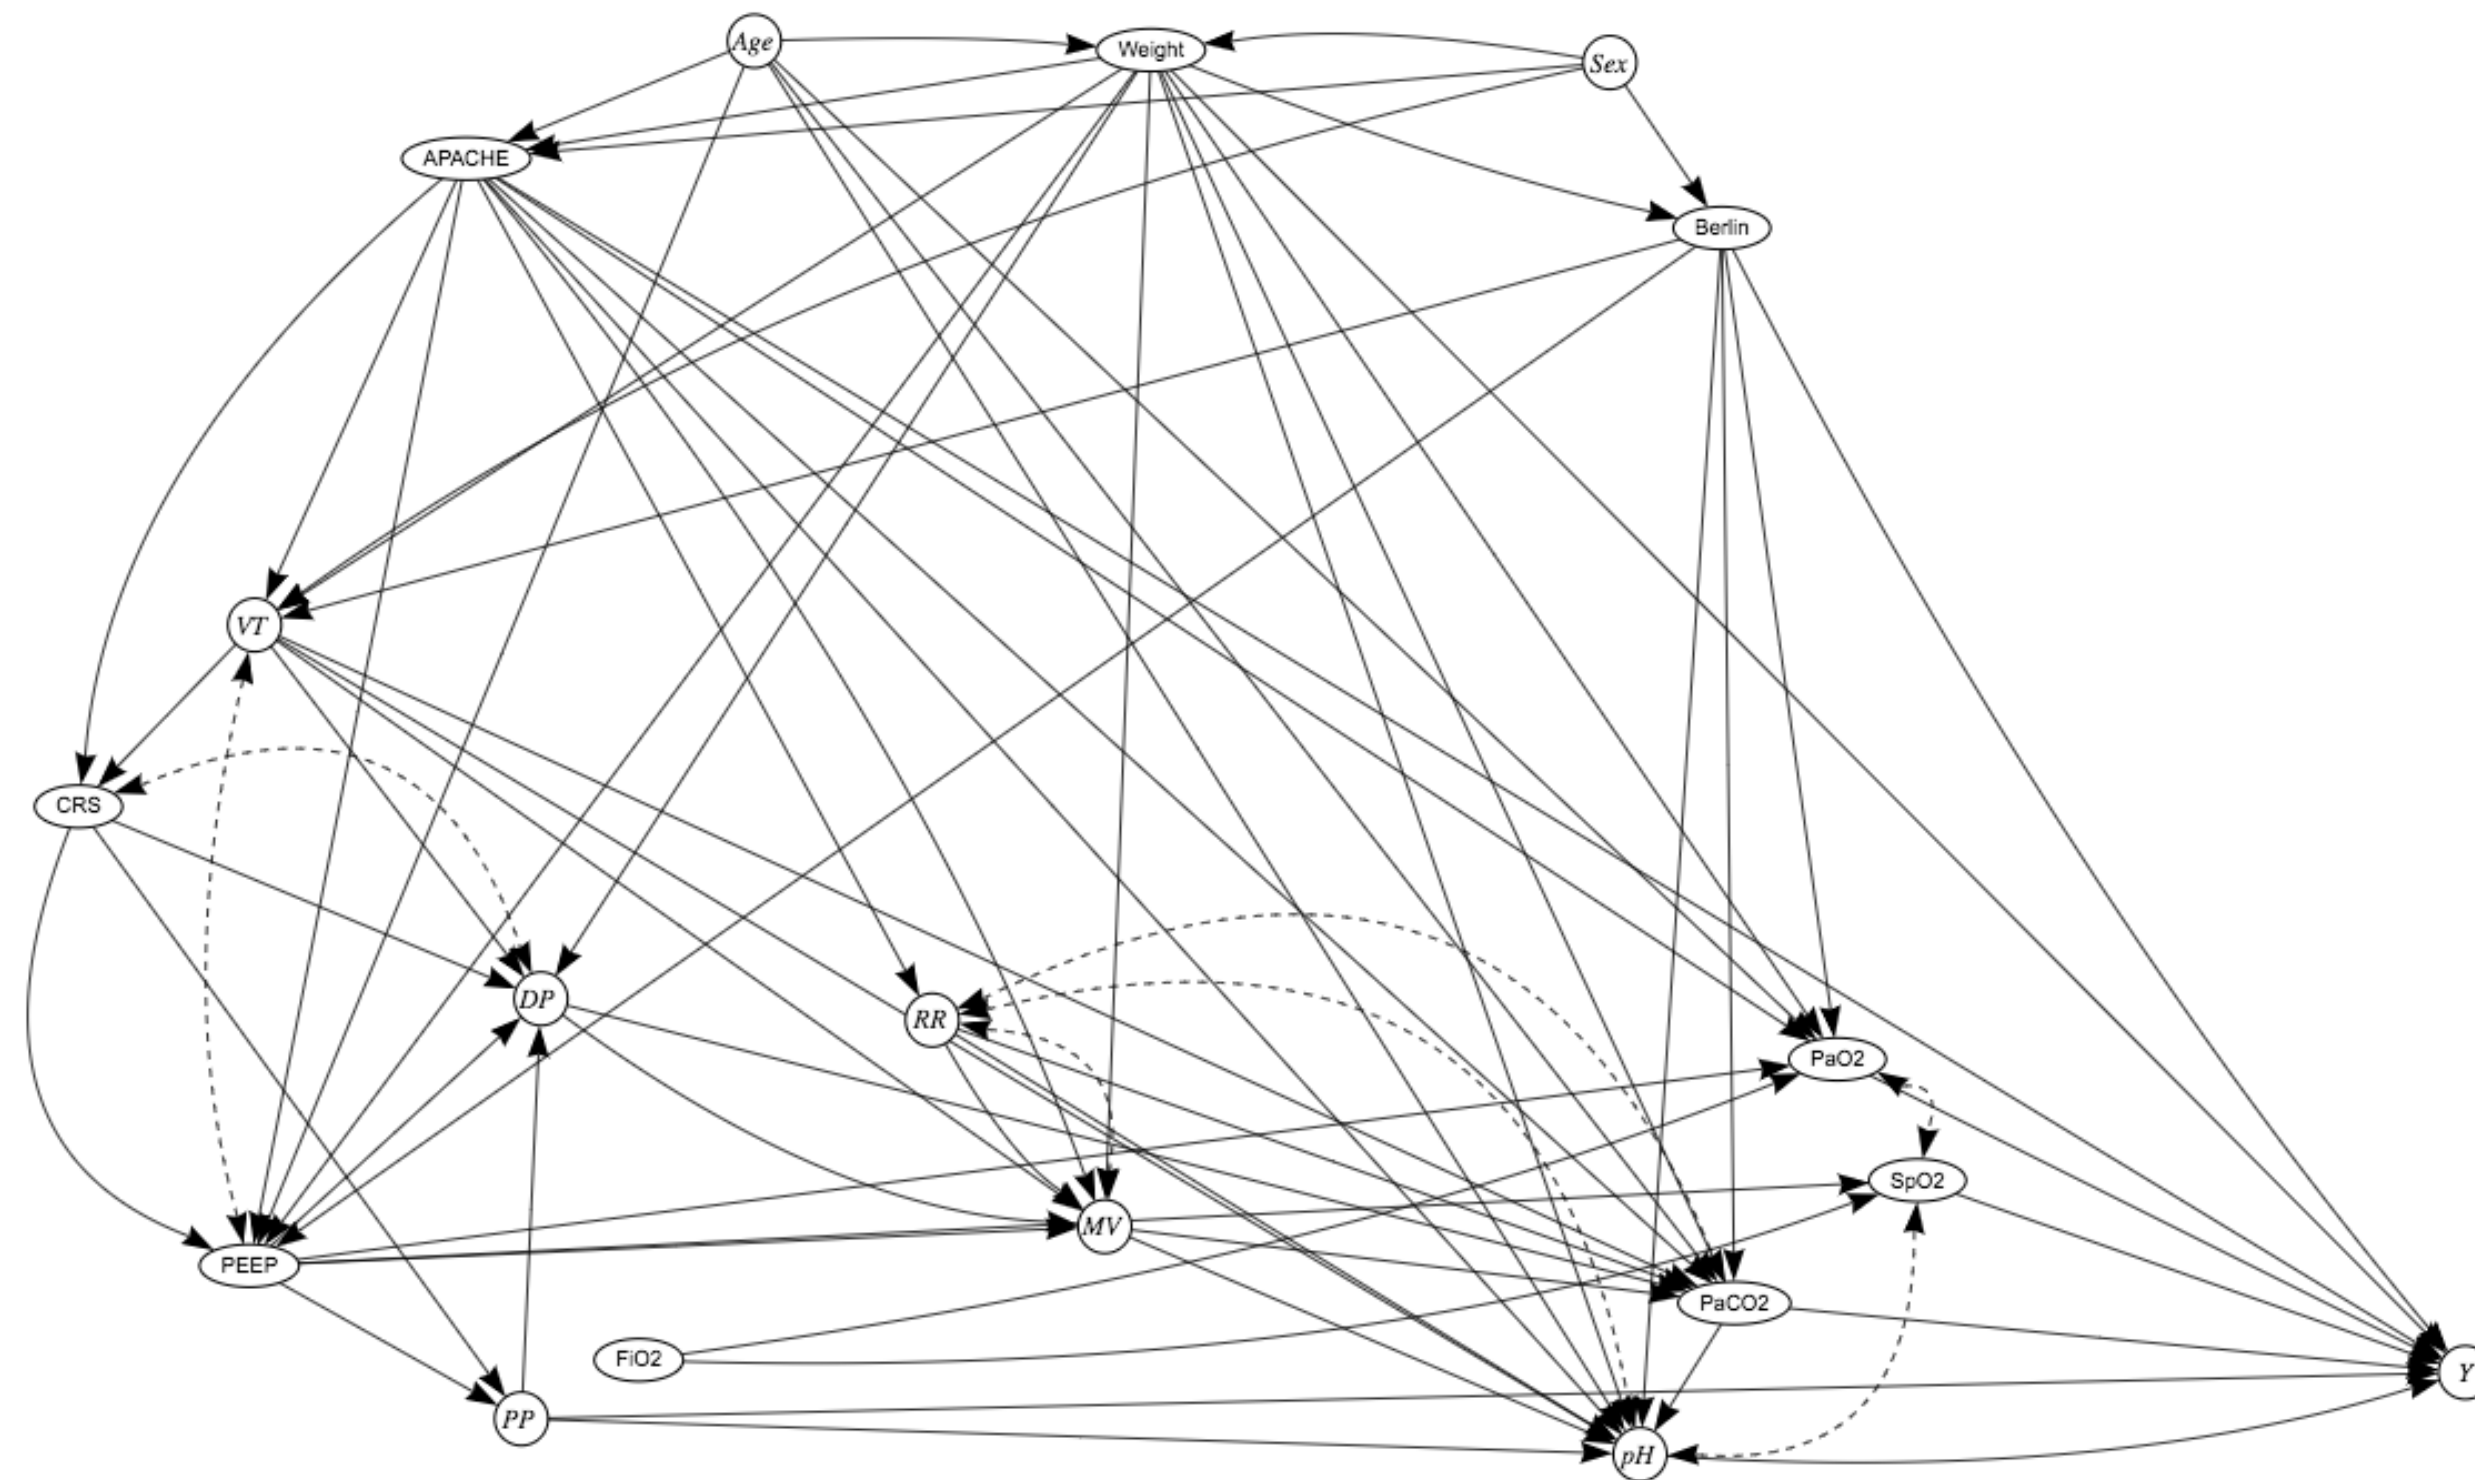 Age
Weight
Sex
APACHE
Berlin
VT
CRS
DP
RR
PaO2
SpO2
MV
PEEP
PaCO2
FiO2
Y
PP
pH